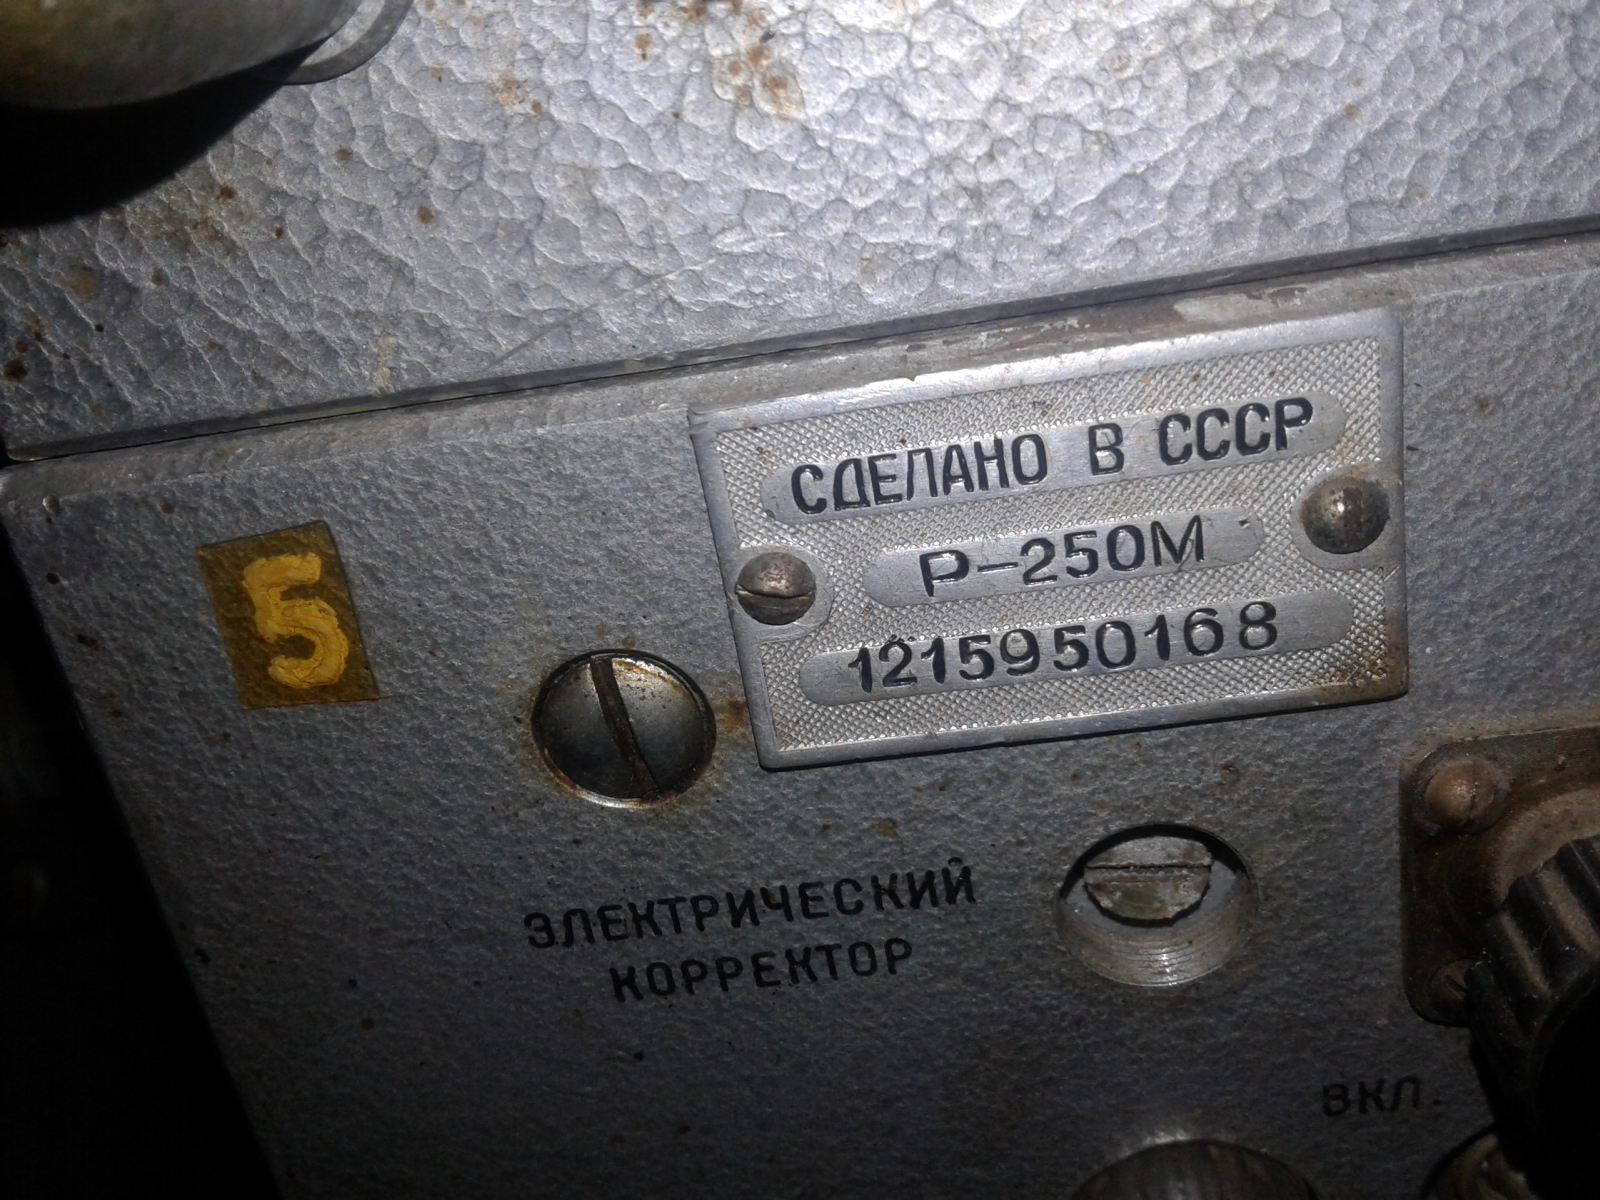 СДЕЛАНО В СССР
Р-250М
1215950168
5
ЭЛЕКТРИЧЕСКИЙ
КОРРЕКТОР
ВКЛ.